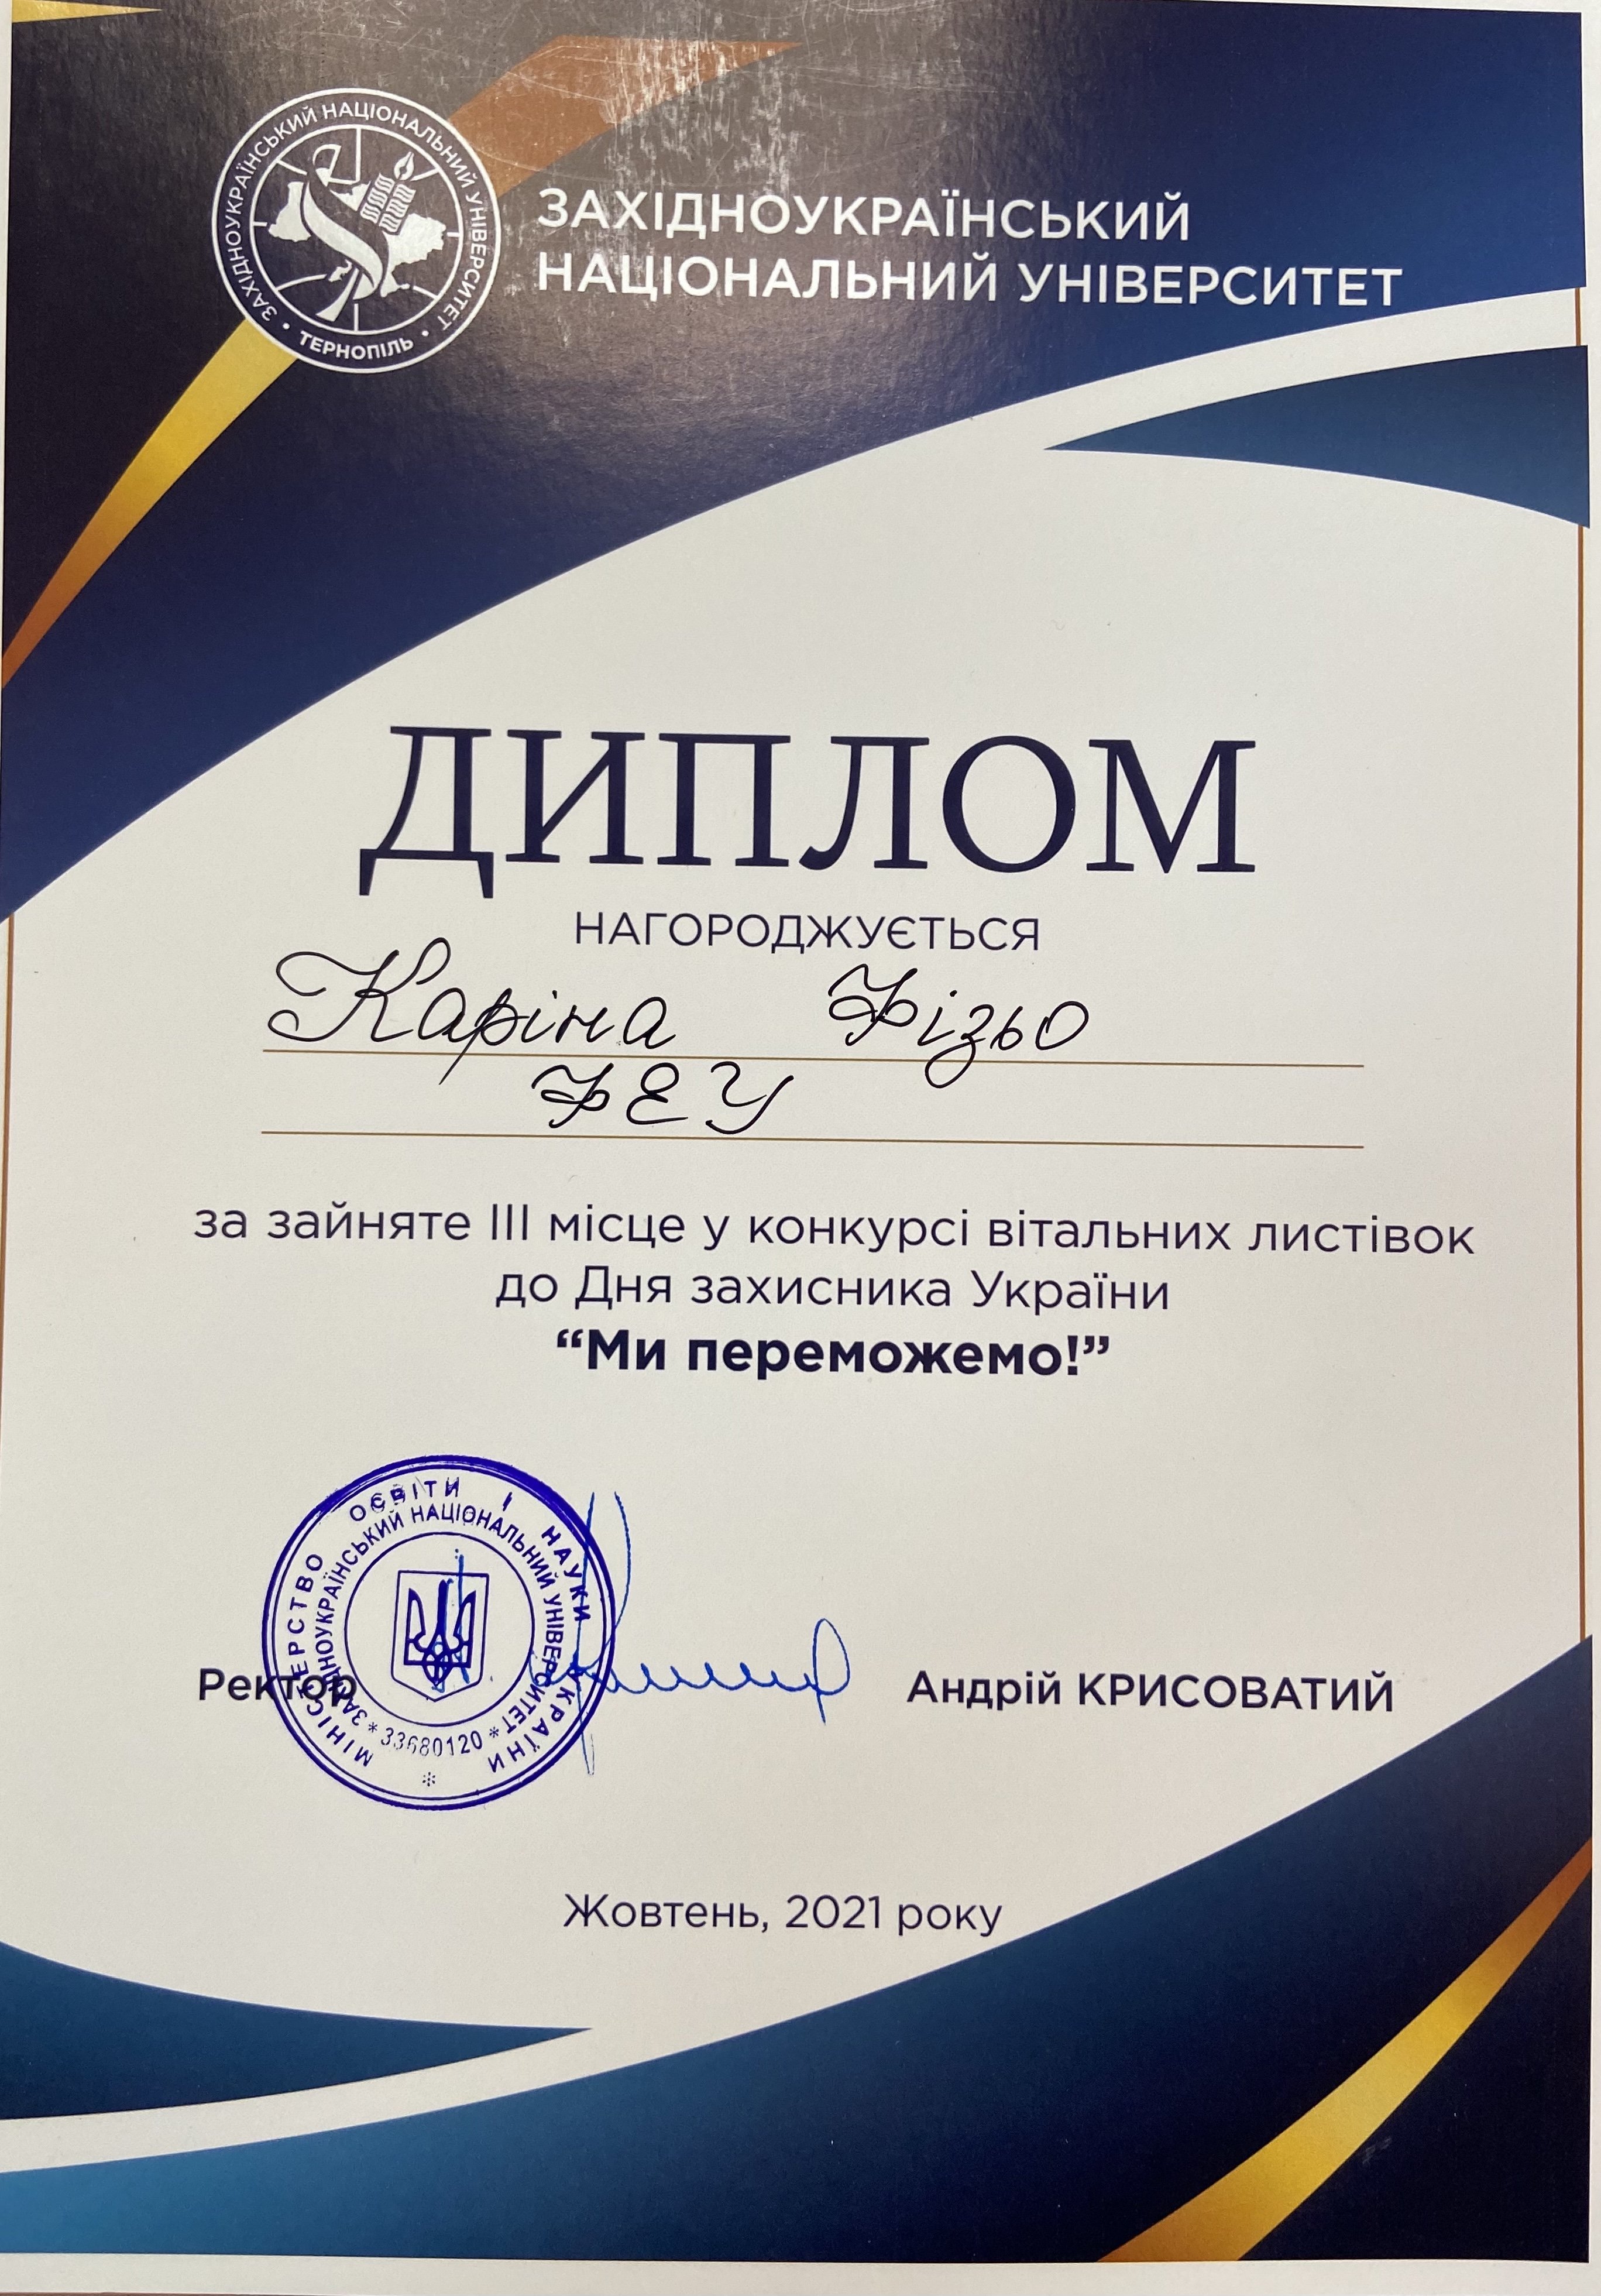 ЗАХІДНОУКРАЇНСЬКИЙ НАЦІОНАЛЬНИЙ УНІВЕРСИТЕТ
• ТЕРНОПІЛЬ •
ЗАХІДНОУКРАЇНСЬКИЙ
НАЦІОНАЛЬНИЙ УНІВЕРСИТЕТ
ДИПЛОМ
НАГОРОДЖУЄТЬСЯ
Каріна Фізьо
ФЕУ
за зайняте III місце у конкурсі вітальних листівок
до Дня захисника України
“Ми переможемо!”
МІНІСТЕРСТВО ОСВІТИ І НАУКИ УКРАЇНИ
ЗАХІДНОУКРАЇНСЬКИЙ НАЦІОНАЛЬНИЙ УНІВЕРСИТЕТ
* 33680120 *
Ректор Андрій КРИСОВАТИЙ
Жовтень, 2021 року